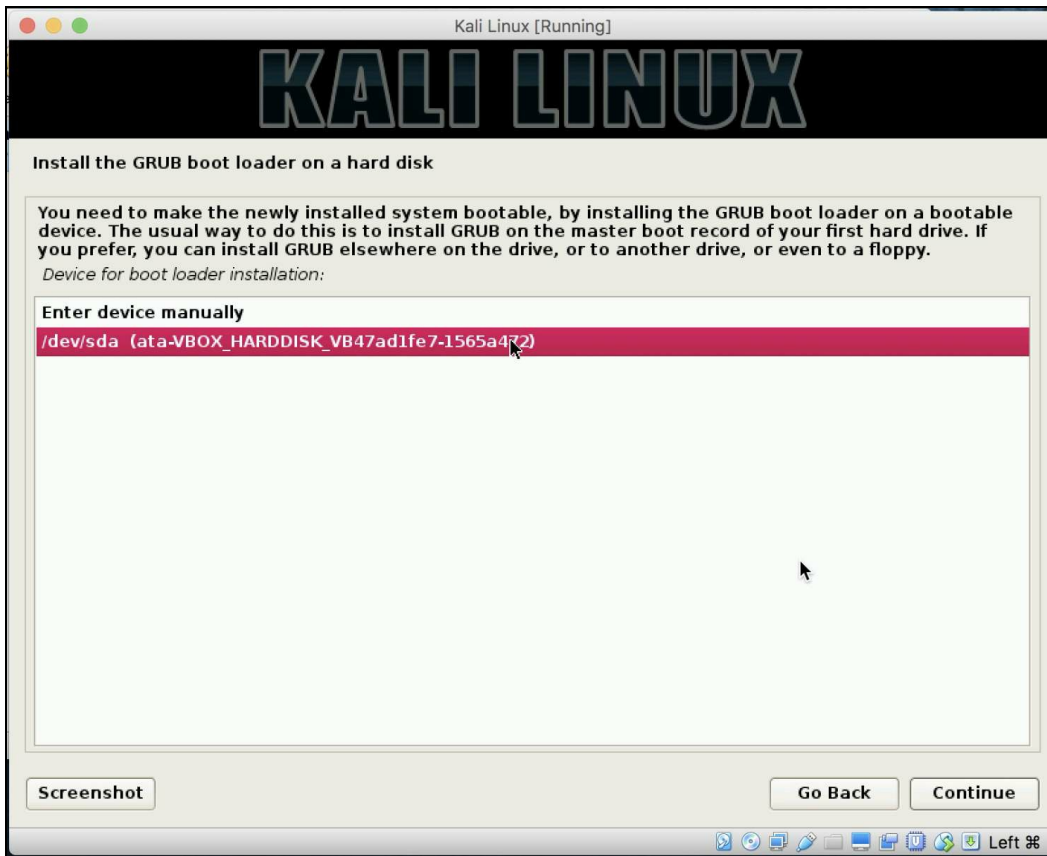 Kali Linux [Running]
KALI LINUX
Install the GRUB boot loader on a hard disk
You need to make the newly installed system bootable, by installing the GRUB boot loader on a bootable
device. The usual way to do this is to install GRUB on the master boot record of your first hard drive. If
you prefer, you can install GRUB elsewhere on the drive, or to another drive, or even to a floppy.
Device for boot loader installation:
Enter device manually
/dev/sda (ata-VBOX_HARDDISK_VB47ad1fe7-1565a472)
Screenshot
Go Back
Continue
Left ⌘